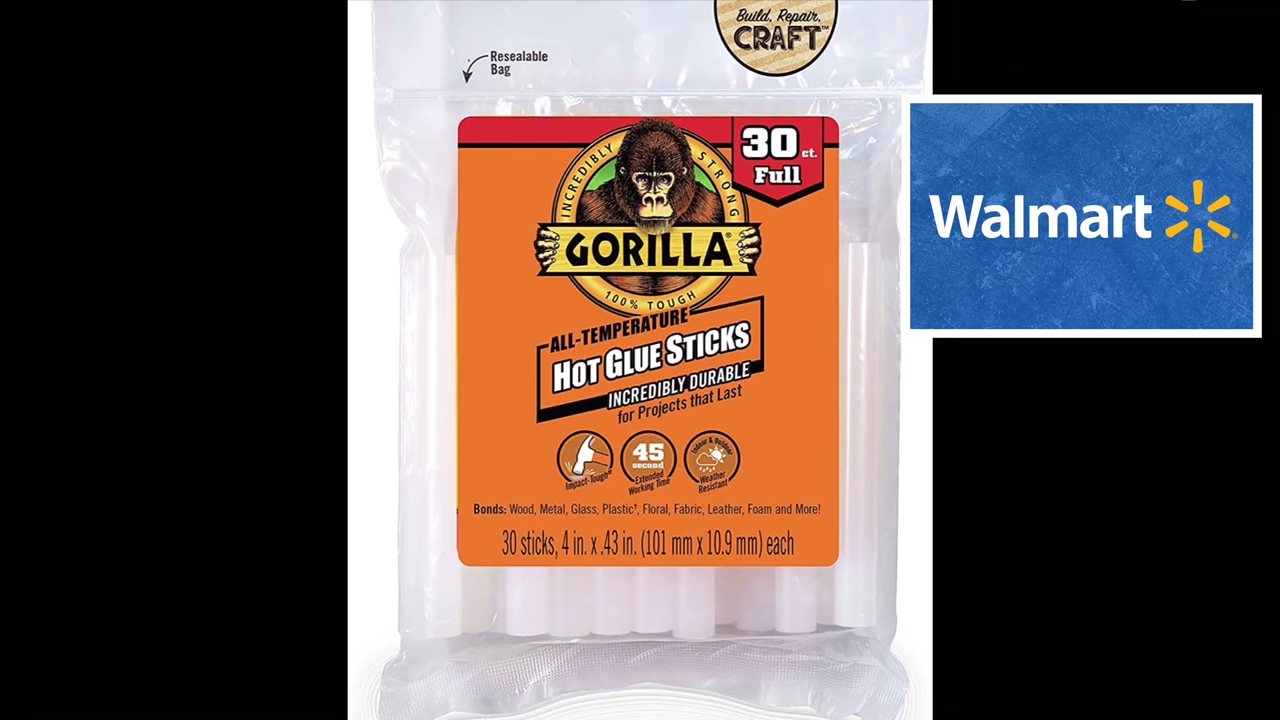 Build, Repair,
CRAFT™
Resealable
Bag
30 ct.
Full
INCREDIBLY STRONG
GORILLA®
100% TOUGH
ALL-TEMPERATURE
HOT GLUE STICKS
INCREDIBLY DURABLE
for Projects that Last
Impact-Tough®
45
second
Extended
Working Time
Indoor & Outdoor
Weather
Resistant
Bonds: Wood, Metal, Glass, Plastic†, Floral, Fabric, Leather, Foam and More!
30 sticks, 4 in. x .43 in. (101 mm x 10.9 mm) each
Walmart ®